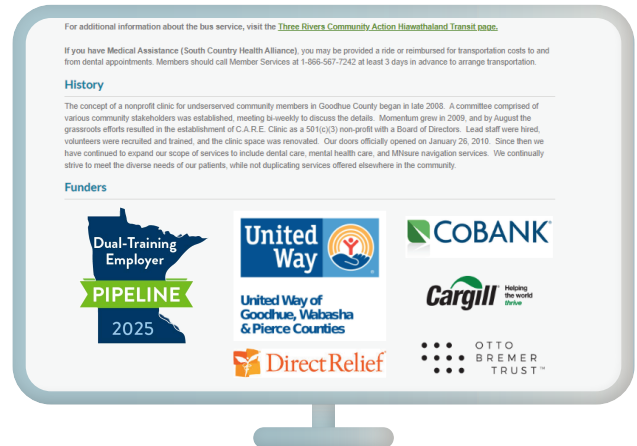 For additional information about the bus service, visit the Three Rivers Community Action Hiawathaland Transit page.
If you have Medical Assistance (South Country Health Alliance), you may be provided a ride or reimbursed for transportation costs to and
from dental appointments. Members should call Member Services at 1-866-567-7242 at least 3 days in advance to arrange transportation.
History
The concept of a nonprofit clinic for undserserved community members in Goodhue County began in late 2008. A committee comprised of
various community stakeholders was established, meeting bi-weekly to discuss the details. Momentum grew in 2009, and by August the
grassroots efforts resulted in the establishment of C.A.R.E. Clinic as a 501(c)(3) non-profit with a Board of Directors. Lead staff were hired,
volunteers were recruited and trained, and the clinic space was renovated. Our doors officially opened on January 26, 2010. Since then we
have continued to expand our scope of services to include dental care, mental health care, and MNsure navigation services. We continually
strive to meet the diverse needs of our patients, while not duplicating services offered elsewhere in the community.
Funders
Dual-Training
Employer
PIPELINE
2025
United
Way
United Way of
Goodhue, Wabasha
& Pierce Counties
DirectRelief
COBANK
Cargill
Helping
the world
thrive
OTTO
BREMER
TRUST™